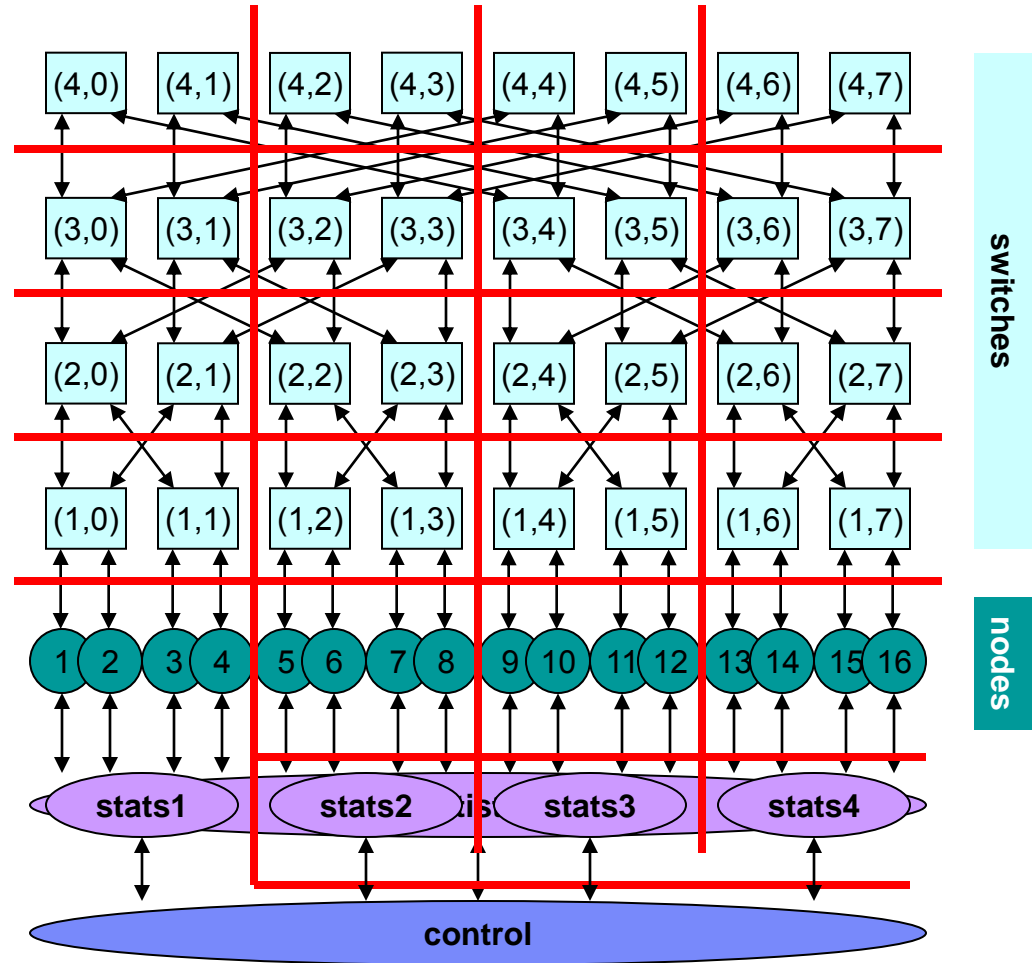 (4,0) (4,1) (4,2) (4,3) (4,4) (4,5) (4,6) (4,7)
(3,0) (3,1) (3,2) (3,3) (3,4) (3,5) (3,6) (3,7)
switches
(2,0) (2,1) (2,2) (2,3) (2,4) (2,5) (2,6) (2,7)
(1,0) (1,1) (1,2) (1,3) (1,4) (1,5) (1,6) (1,7)
1 2 3 4 5 6 7 8 9 10 11 12 13 14 15 16
nodes
stats1 stats2 stats3 stats4
control